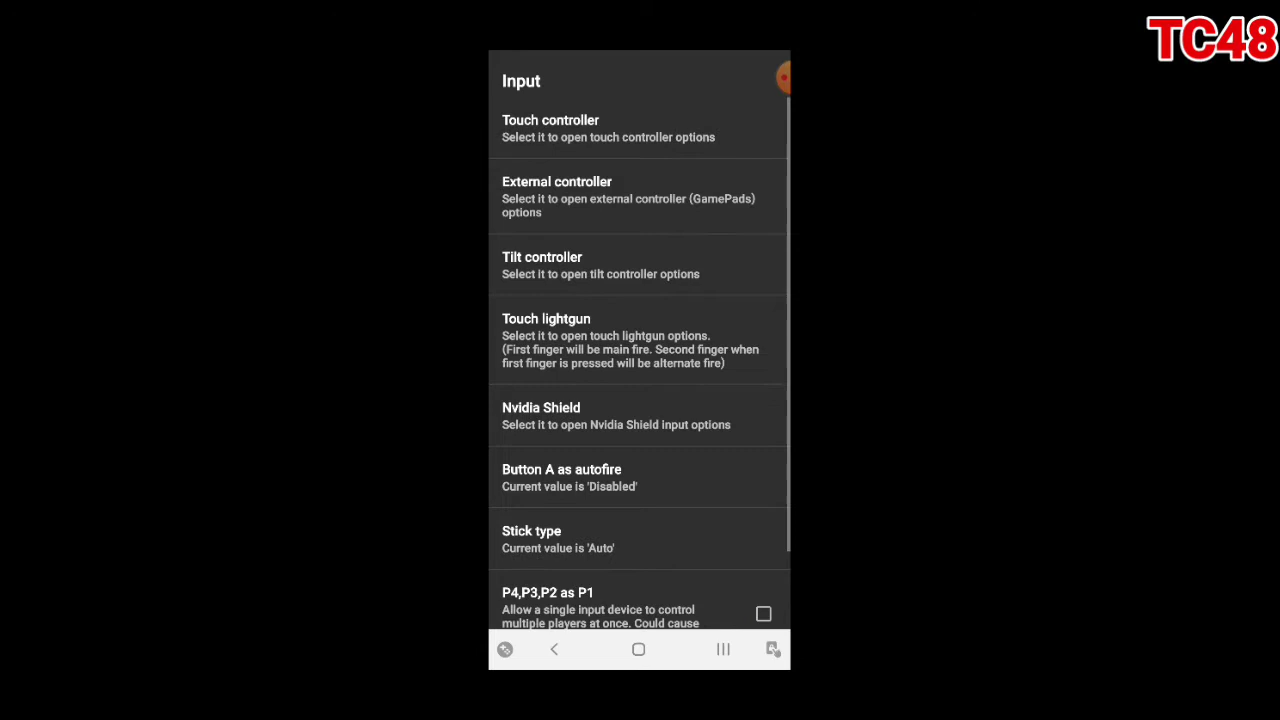 TC48
Input
Touch controller
Select it to open touch controller options
External controller
Select it to open external controller (GamePads)
options
Tilt controller
Select it to open tilt controller options
Touch lightgun
Select it to open touch lightgun options.
(First finger will be main fire. Second finger when
first finger is pressed will be alternate fire)
Nvidia Shield
Select it to open Nvidia Shield input options
Button A as autofire
Current value is 'Disabled'
Stick type
Current value is 'Auto'
P4,P3,P2 as P1
Allow a single input device to control
multiple players at once. Could cause